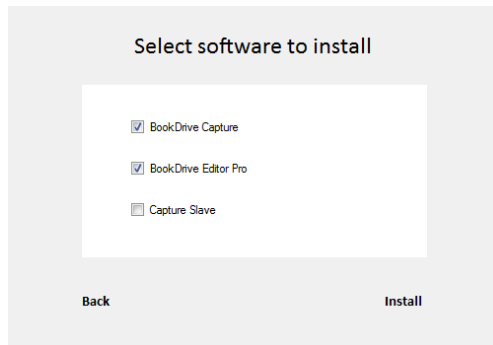 Select software to install
BookDrive Capture
BookDrive Editor Pro
Capture Slave
Back Install